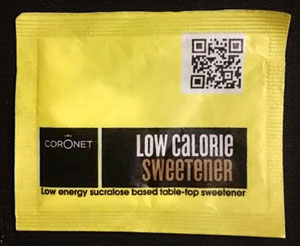 CORONET
LOW CALORIE
SWEETENER
Low energy sucralose based table-top sweetener